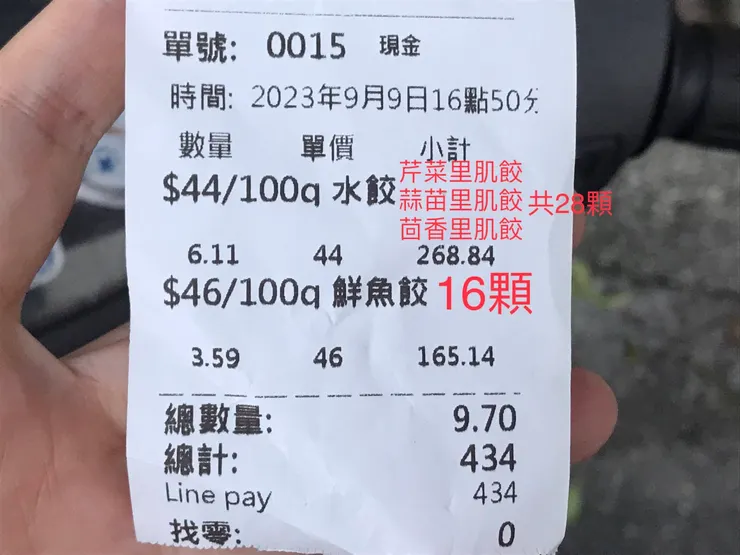 單號: 0015 現金
時間: 2023年9月9日16點50分
數量 單價 小計
$44/100g 水餃
芹菜里肌餃
蒜苗里肌餃 共28顆
茴香里肌餃
6.11 44 268.84
$46/100g 鮮魚餃 16顆
3.59 46 165.14
總數量: 9.70
總計: 434
Line pay 434
找零: 0